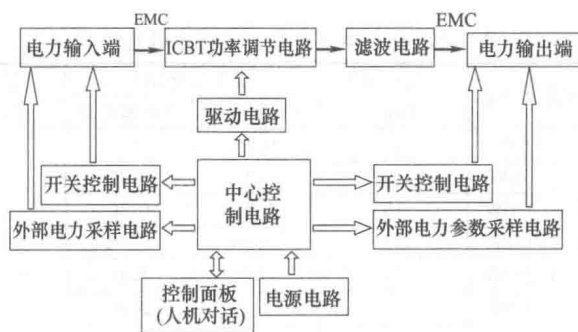 EMC
EMC
电力输入端
ICBT功率调节电路
滤波电路
电力输出端
驱动电路
开关控制电路
中心控
制电路
开关控制电路
外部电力采样电路
外部电力参数采样电路
控制面板
(人机对话)
电源电路